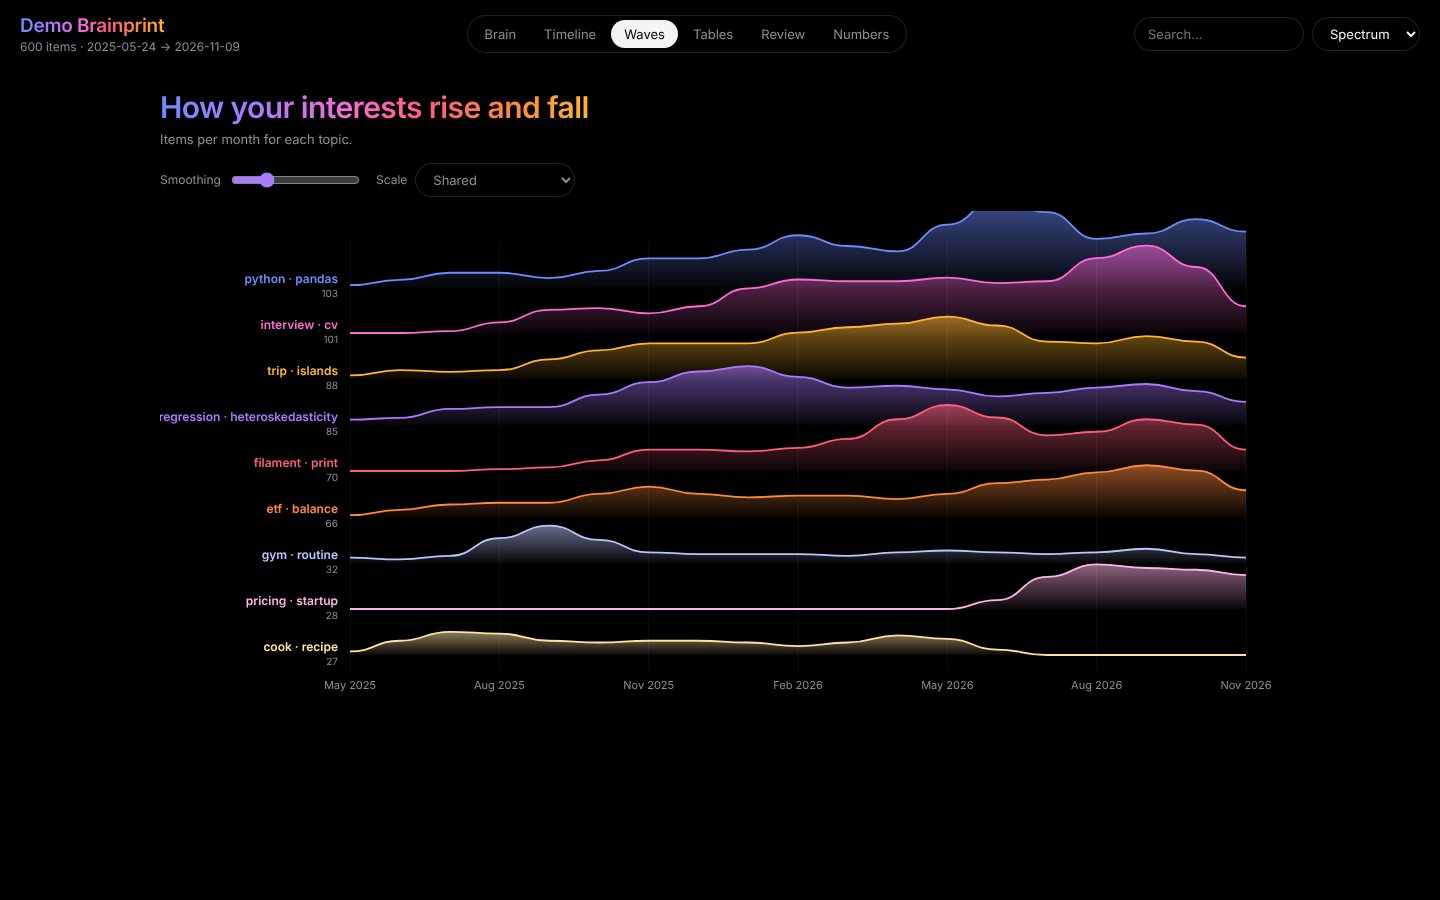 Demo Brainprint
600 items · 2025-05-24 → 2026-11-09
Brain Timeline Waves Tables Review Numbers
Search...
Spectrum
How your interests rise and fall
Items per month for each topic.
Smoothing
Scale
Shared
python · pandas
103
interview · cv
101
trip · islands
88
regression · heteroskedasticity
85
filament · print
70
etf · balance
66
gym · routine
32
pricing · startup
28
cook · recipe
27
May 2025 Aug 2025 Nov 2025 Feb 2026 May 2026 Aug 2026 Nov 2026